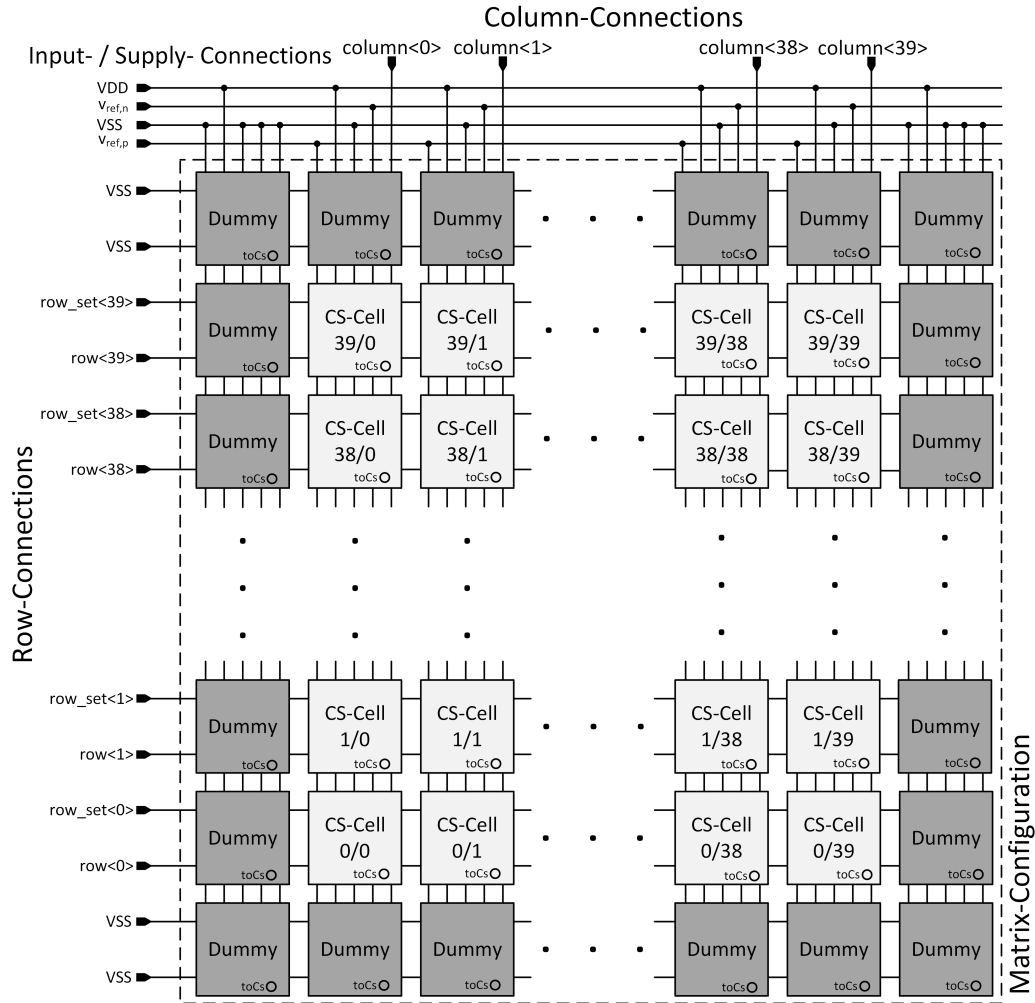 Column-Connections
Input- / Supply- Connections
column<0> column<1> column<38> column<39>
VDD
vref,n
VSS
vref,p
VSS
Dummy Dummy Dummy Dummy Dummy Dummy
VSS
toCs toCs toCs toCs toCs toCs
row_set<39>
Dummy CS-Cell 39/0 CS-Cell 39/1 CS-Cell 39/38 CS-Cell 39/39 Dummy
row<39>
toCs toCs toCs toCs toCs toCs
row_set<38>
Dummy CS-Cell 38/0 CS-Cell 38/1 CS-Cell 38/38 CS-Cell 38/39 Dummy
row<38>
toCs toCs toCs toCs toCs toCs
Row-Connections
row_set<1>
Dummy CS-Cell 1/0 CS-Cell 1/1 CS-Cell 1/38 CS-Cell 1/39 Dummy
row<1>
toCs toCs toCs toCs toCs toCs
row_set<0>
Dummy CS-Cell 0/0 CS-Cell 0/1 CS-Cell 0/38 CS-Cell 0/39 Dummy
row<0>
toCs toCs toCs toCs toCs toCs
VSS
Dummy Dummy Dummy Dummy Dummy Dummy
VSS
toCs toCs toCs toCs toCs toCs
Matrix-Configuration